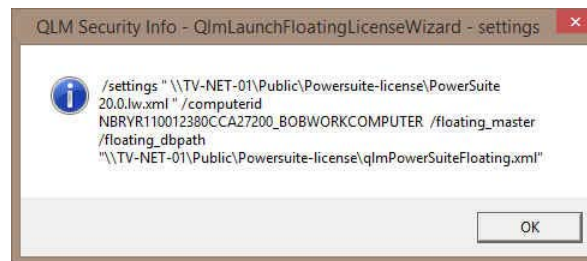 QLM Security Info - QlmLaunchFloatingLicenseWizard - settings
/settings " \\TV-NET-01\Public\Powersuite-license\PowerSuite
20.0.lw.xml " /computerid
NBRYR110012380CCA27200_BOBWORKCOMPUTER /floating_master
/floating_dbpath
"\\TV-NET-01\Public\Powersuite-license\qlmPowerSuiteFloating.xml"
OK